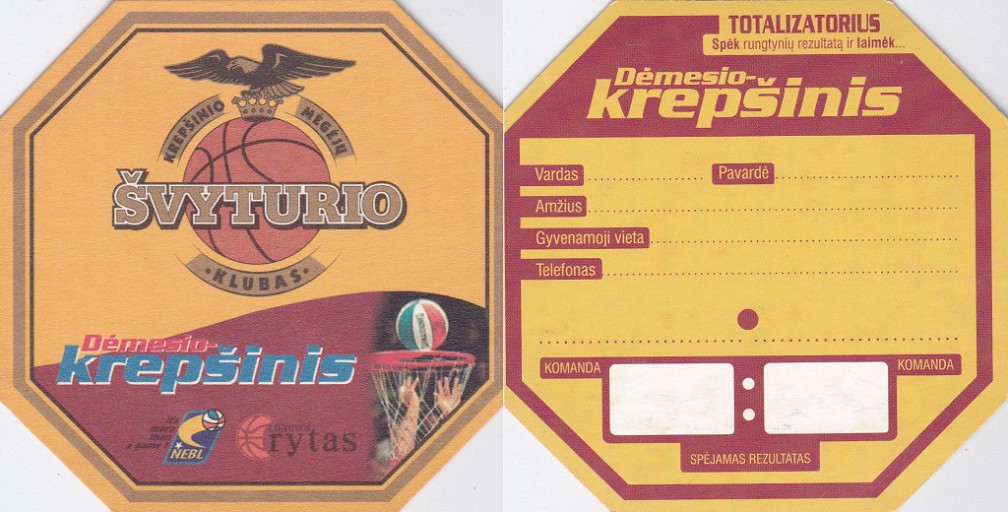 KREPŠINIO MĖGĖJŲ
ŠVYTURIO
·KLUBAS·
Dėmesio-
krepšinis
It's
more
than
a game!
NEBL
LIETUVOS
rytas
TOTALIZATORIUS
Spėk rungtynių rezultatą ir laimėk...
Dėmesio-
krepšinis
Vardas Pavardė
Amžius
Gyvenamoji vieta
Telefonas
KOMANDA : KOMANDA
SPĖJAMAS REZULTATAS